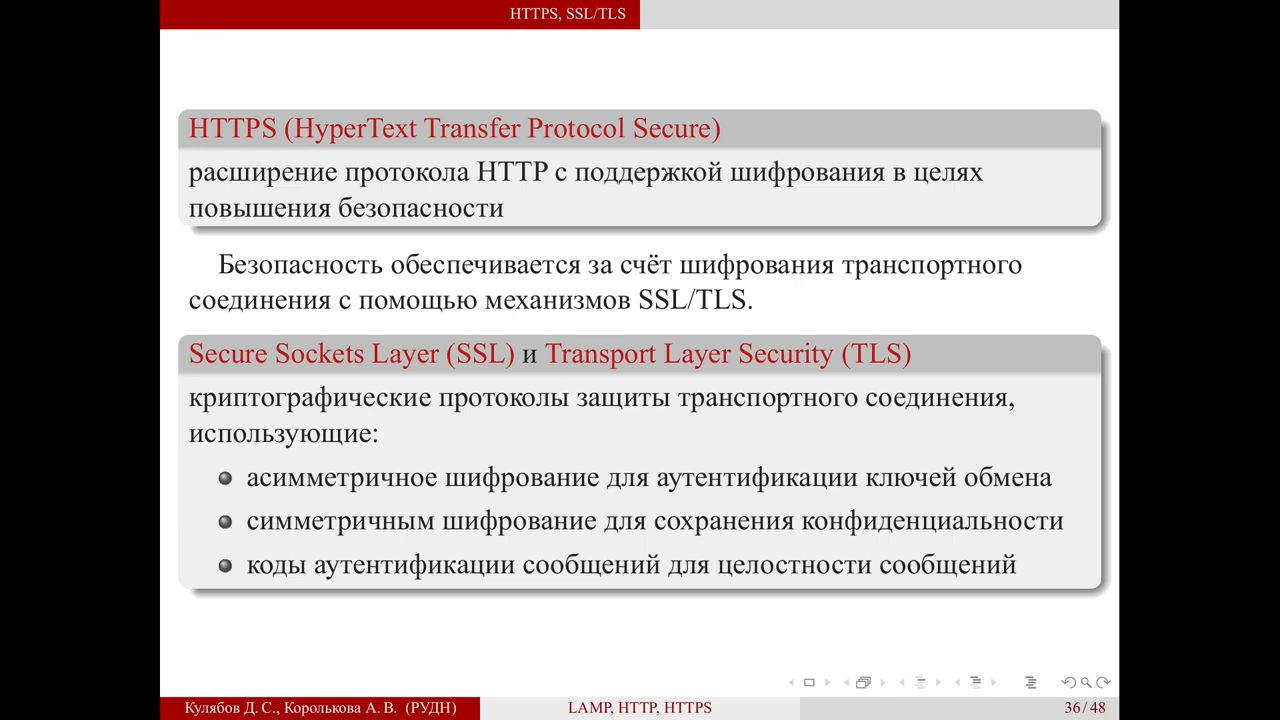 HTTPS, SSL/TLS
HTTPS (HyperText Transfer Protocol Secure)
расширение протокола HTTP с поддержкой шифрования в целях
повышения безопасности
Безопасность обеспечивается за счёт шифрования транспортного
соединения с помощью механизмов SSL/TLS.
Secure Sockets Layer (SSL) и Transport Layer Security (TLS)
криптографические протоколы защиты транспортного соединения,
использующие:
асимметричное шифрование для аутентификации ключей обмена
симметричным шифрование для сохранения конфиденциальности
коды аутентификации сообщений для целостности сообщений
Кулябов Д. С., Королькова А. В. (РУДН)
LAMP, HTTP, HTTPS
36 / 48